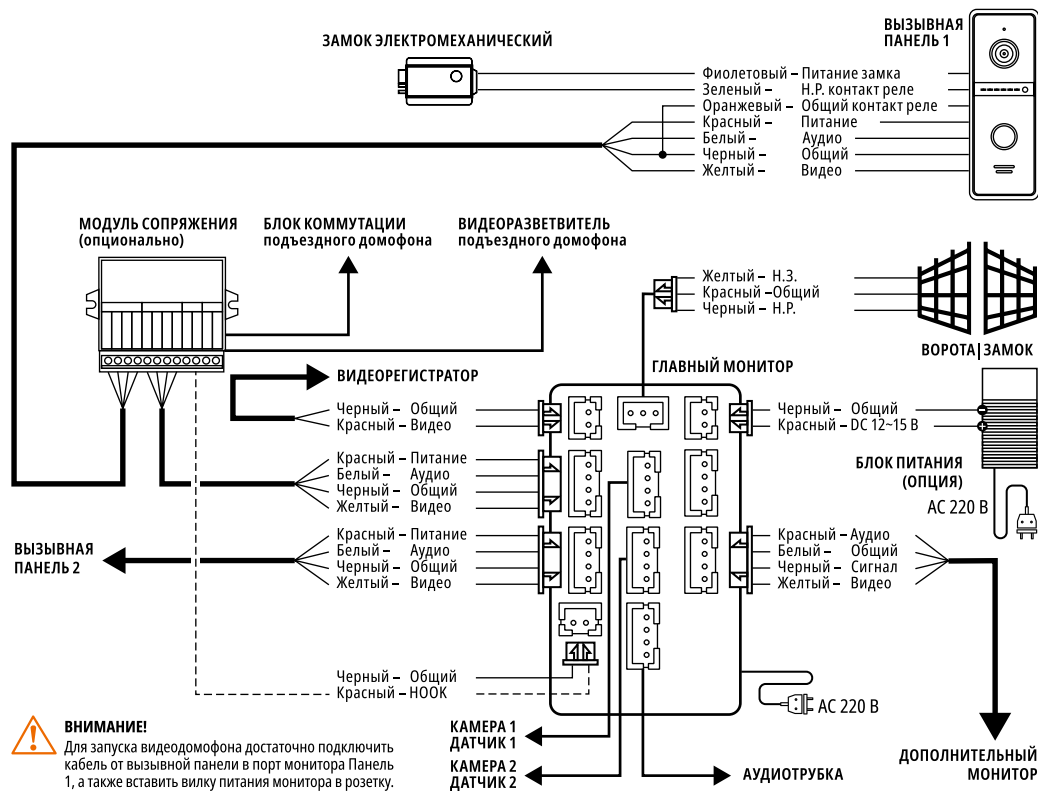 ЗАМОК ЭЛЕКТРОМЕХАНИЧЕСКИЙ
ВЫЗЫВНАЯ
ПАНЕЛЬ 1
Фиолетовый – Питание замка
Зеленый – Н.Р. контакт реле
Оранжевый – Общий контакт реле
Красный – Питание
Белый – Аудио
Черный – Общий
Желтый – Видео
МОДУЛЬ СОПРЯЖЕНИЯ
(опционально)
БЛОК КОММУТАЦИИ
подъездного домофона
ВИДЕОРАЗВЕТВИТЕЛЬ
подъездного домофона
Желтый – Н.З.
Красный –Общий
Черный – Н.Р.
ВОРОТА|ЗАМОК
ВИДЕОРЕГИСТРАТОР
ГЛАВНЫЙ МОНИТОР
Черный – Общий
Красный – Видео
Черный – Общий
Красный – DC 12~15 В
БЛОК ПИТАНИЯ
(ОПЦИЯ)
AC 220 В
Красный – Питание
Белый – Аудио
Черный – Общий
Желтый – Видео
ВЫЗЫВНАЯ
ПАНЕЛЬ 2
Красный – Питание
Белый – Аудио
Черный – Общий
Желтый – Видео
Красный – Аудио
Белый – Общий
Черный – Сигнал
Желтый – Видео
Черный – Общий
Красный – HOOK
AC 220 В
ВНИМАНИЕ!
Для запуска видеодомофона достаточно подключить
кабель от вызывной панели в порт монитора Панель
1, а также вставить вилку питания монитора в розетку.
КАМЕРА 1
ДАТЧИК 1
КАМЕРА 2
ДАТЧИК 2
АУДИОТРУБКА
ДОПОЛНИТЕЛЬНЫЙ
МОНИТОР